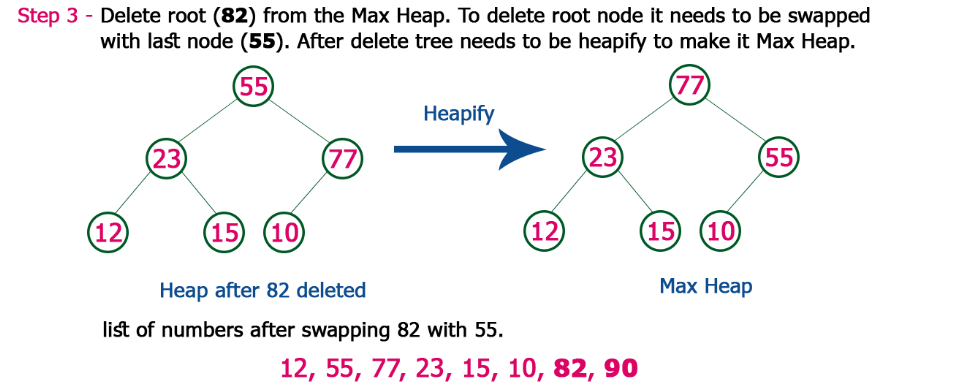 Step 3 - Delete root (82) from the Max Heap. To delete root node it needs to be swapped
with last node (55). After delete tree needs to be heapify to make it Max Heap.
55
77
Heapify
23
77
23
55
12
15
10
12
15
10
Heap after 82 deleted
Max Heap
list of numbers after swapping 82 with 55.
12, 55, 77, 23, 15, 10, 82, 90